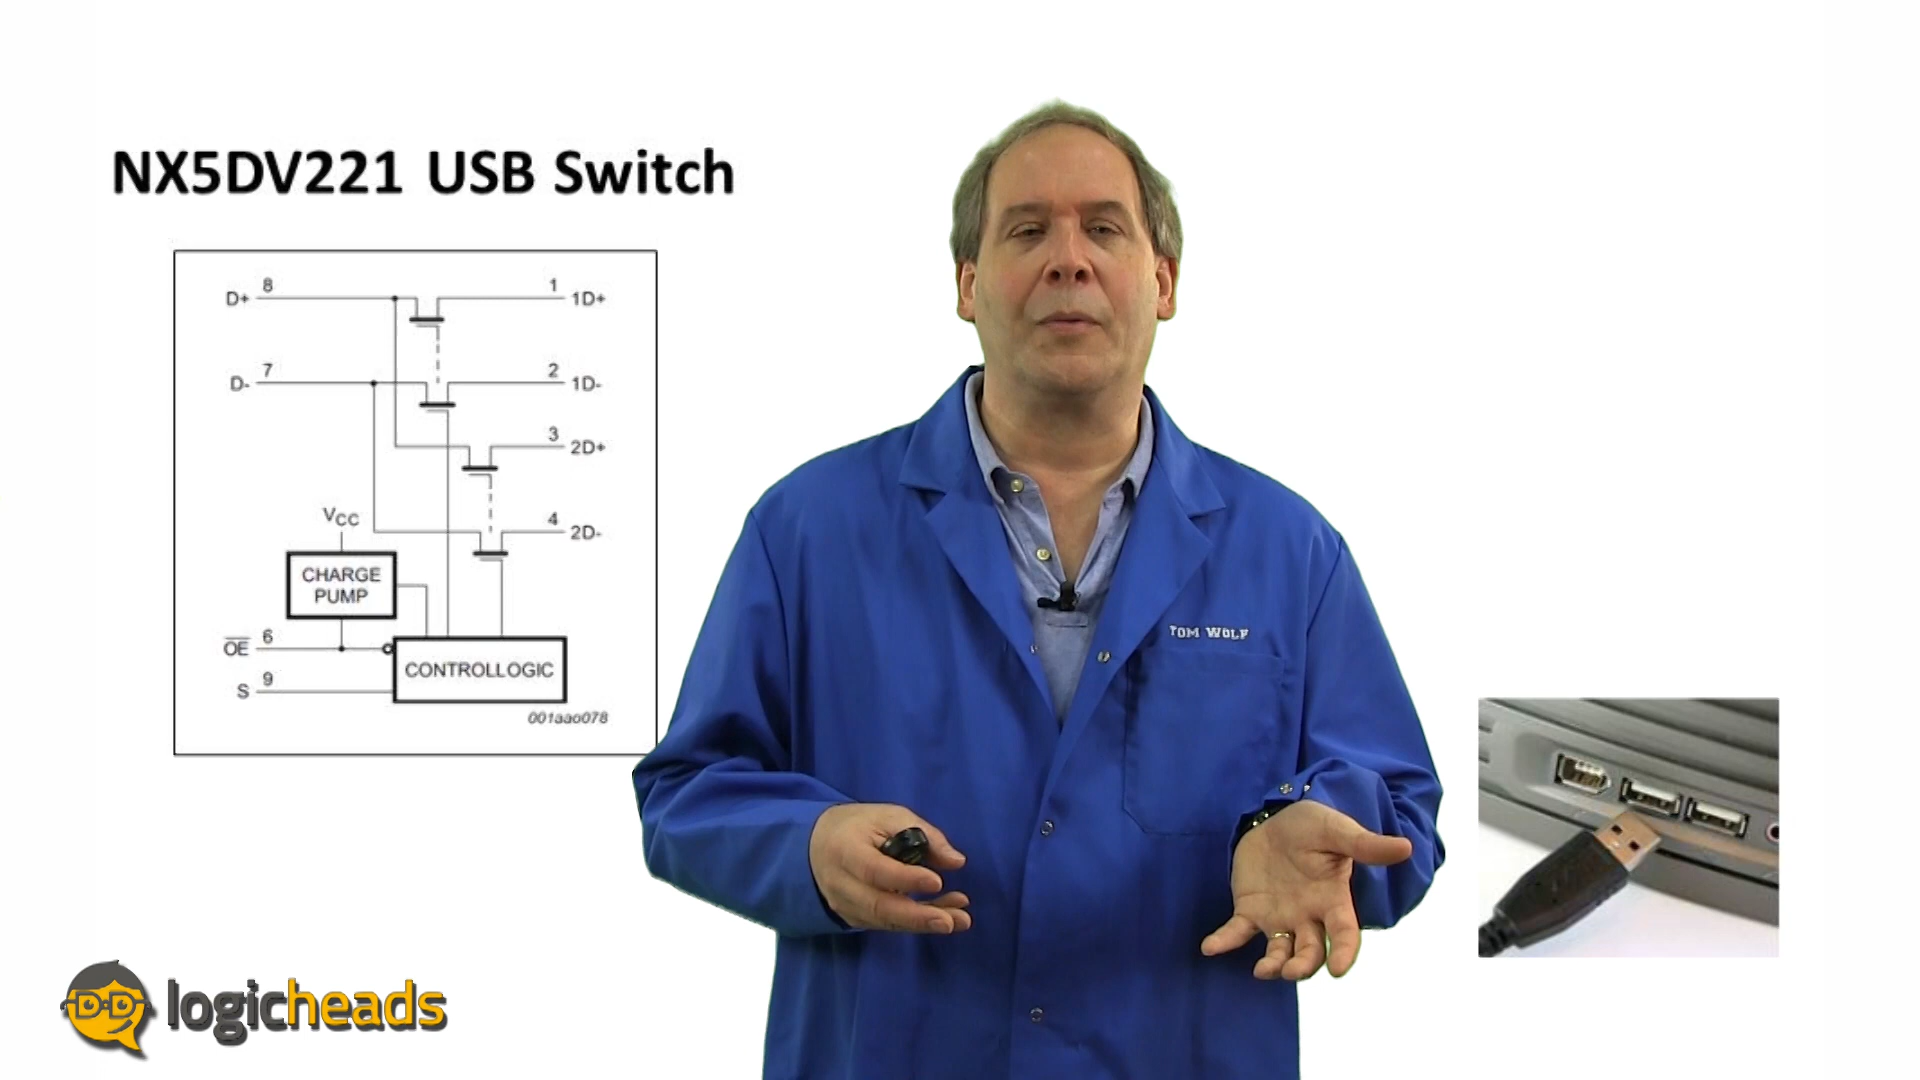 NX5DV221 USB Switch
D+ 8
1 1D+
D- 7
2 1D-
3 2D+
4 2D-
VCC
CHARGE
PUMP
OE 6
S 9
CONTROLLOGIC
001aao078
TOM WOLF
logicheads